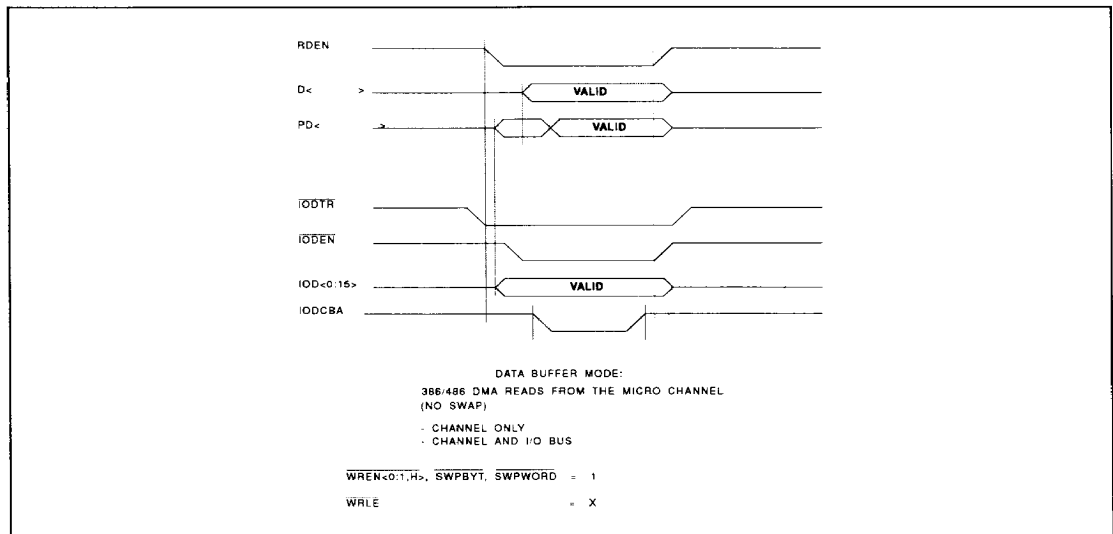 RDEN
D< >
VALID
PD< >
VALID
IODTR
IODEN
IOD<0:15>
VALID
IODCBA
DATA BUFFER MODE:
386/486 DMA READS FROM THE MICRO CHANNEL
(NO SWAP)
- CHANNEL ONLY
- CHANNEL AND I/O BUS
WREN<0:1,H>, SWPBYT, SWPWORD = 1
WRLE = X